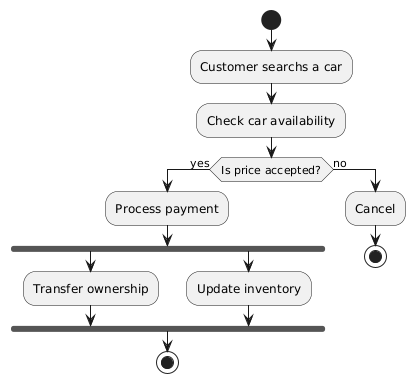 Customer searchs a car
Check car availability
yes
Is price accepted?
no
Process payment
Cancel
Transfer ownership
Update inventory